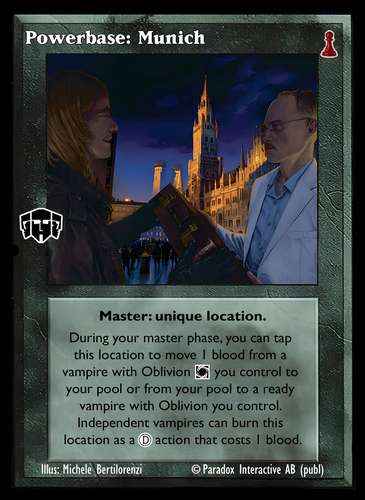 Powerbase: Munich
Master: unique location.
During your master phase, you can tap
this location to move 1 blood from a
vampire with Oblivion you control to
your pool or from your pool to a ready
vampire with Oblivion you control.
Independent vampires can burn this
location as a D action that costs 1 blood.
Illus: Michele Bertilorenzi © Paradox Interactive AB (publ)